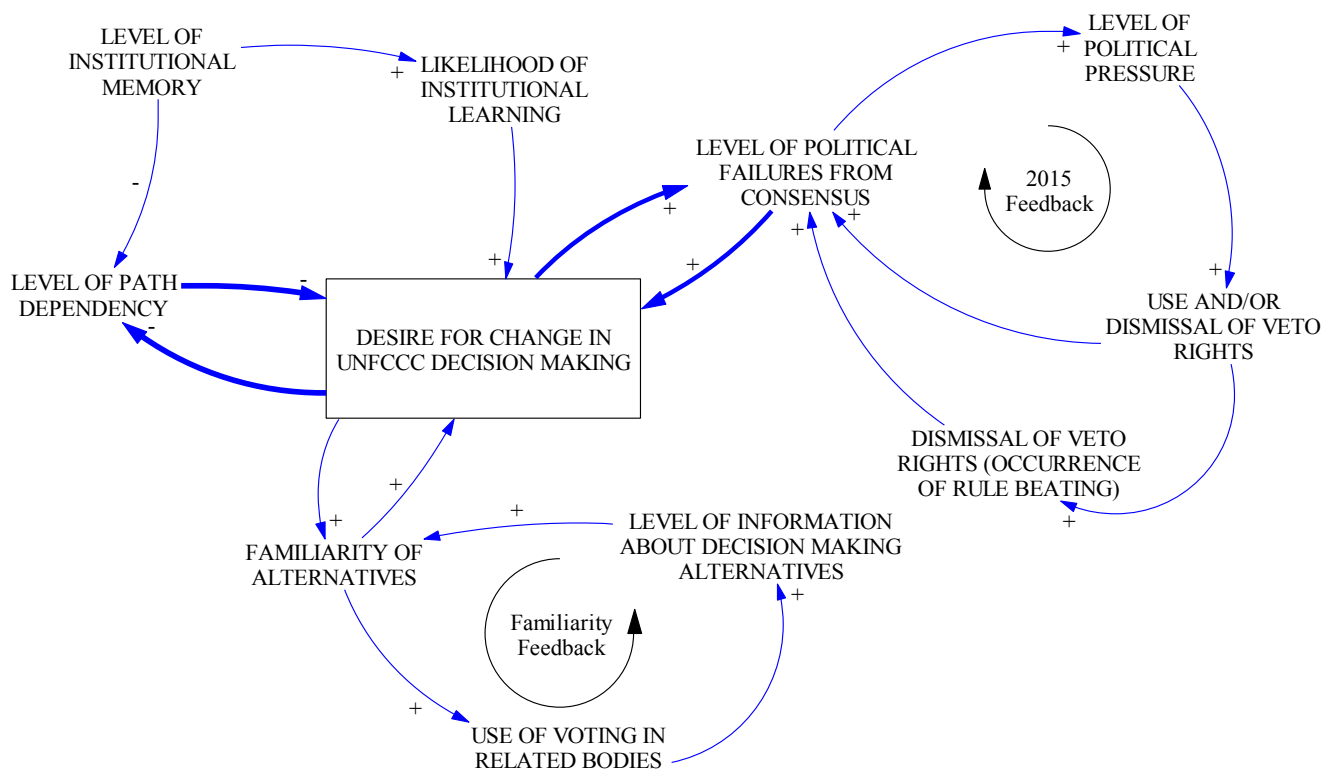 LEVEL OF
INSTITUTIONAL
MEMORY
+
LIKELIHOOD OF
INSTITUTIONAL
LEARNING
-
+
LEVEL OF PATH
DEPENDENCY
-
-
DESIRE FOR CHANGE IN
UNFCCC DECISION MAKING
+
+
LEVEL OF POLITICAL
FAILURES FROM
CONSENSUS
+
+
+
LEVEL OF
POLITICAL
PRESSURE
2015
Feedback
+
USE AND/OR
DISMISSAL OF VETO
RIGHTS
DISMISSAL OF VETO
RIGHTS (OCCURRENCE
OF RULE BEATING)
+
+
+
FAMILIARITY OF
ALTERNATIVES
+
LEVEL OF INFORMATION
ABOUT DECISION MAKING
ALTERNATIVES
+
Familiarity
Feedback
+
USE OF VOTING IN
RELATED BODIES